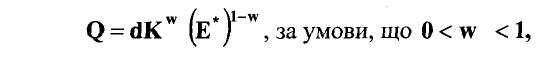 Q = dK^w (E^*)^{1-w}, за умови, що 0 < w < 1,